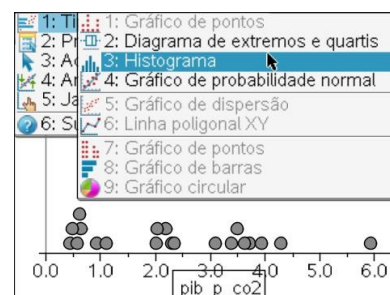 1: Ti
2: Pr
3: Ac
4: An
5: Ja
6: Su
1: Gráfico de pontos
2: Diagrama de extremos e quartis
3: Histograma
4: Gráfico de probabilidade normal
5: Gráfico de dispersão
6: Linha poligonal XY
7: Gráfico de pontos
8: Gráfico de barras
9: Gráfico circular
0.0 1.0 2.0 3.0 4.0 5.0 6.0
pib_p_co2